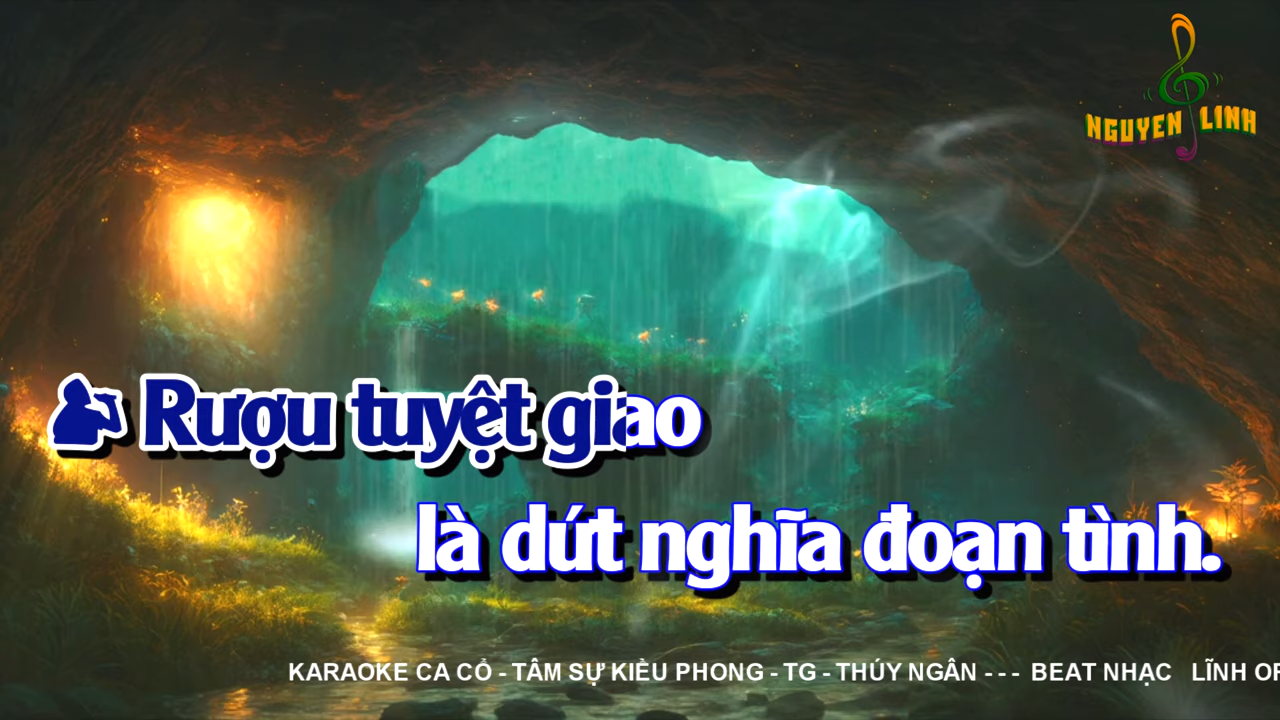 NGUYEN LINH
Rượu tuyệt giao
là dứt nghĩa đoạn tình.
KARAOKE CA CỔ - TÂM SỰ KIỀU PHONG - TG - THÚY NGÂN - - - BEAT NHẠC LĨNH OR